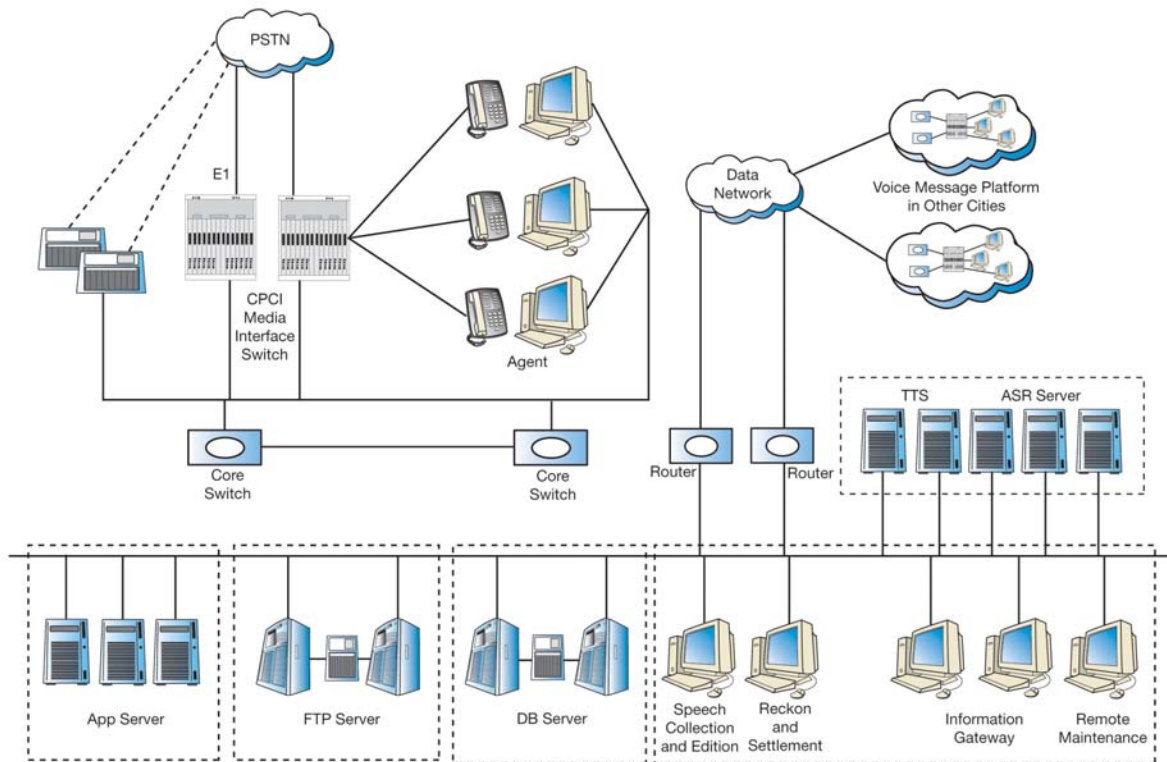 PSTN
E1
CPCI
Media
Interface
Switch
Agent
Data
Network
Voice Message Platform
in Other Cities
Core
Switch
Core
Switch
Router
Router
TTS
ASR Server
App Server
FTP Server
DB Server
Speech
Collection
and Edition
Reckon
and
Settlement
Information
Gateway
Remote
Maintenance